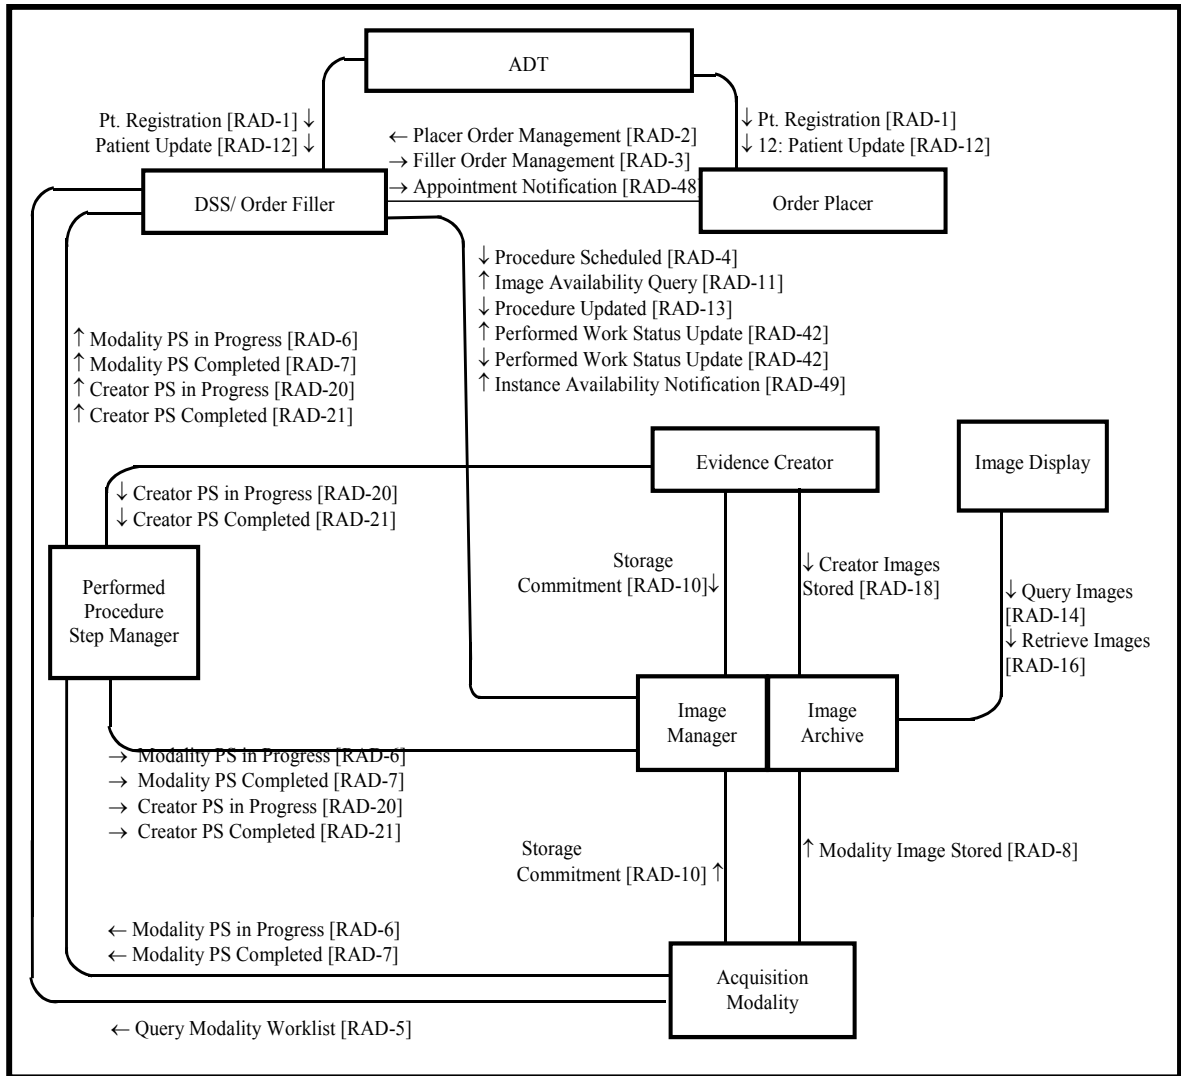 ADT
Pt. Registration [RAD-1] ↓
Patient Update [RAD-12] ↓
← Placer Order Management [RAD-2]
→ Filler Order Management [RAD-3]
→ Appointment Notification [RAD-48]
↓ Pt. Registration [RAD-1]
↓ 12: Patient Update [RAD-12]
DSS/ Order Filler
Order Placer
↓ Procedure Scheduled [RAD-4]
↑ Image Availability Query [RAD-11]
↓ Procedure Updated [RAD-13]
↑ Performed Work Status Update [RAD-42]
↓ Performed Work Status Update [RAD-42]
↑ Instance Availability Notification [RAD-49]
↑ Modality PS in Progress [RAD-6]
↑ Modality PS Completed [RAD-7]
↑ Creator PS in Progress [RAD-20]
↑ Creator PS Completed [RAD-21]
Evidence Creator
Image Display
↓ Creator PS in Progress [RAD-20]
↓ Creator PS Completed [RAD-21]
Performed
Procedure
Step Manager
Storage
Commitment [RAD-10]↓
↓ Creator Images
Stored [RAD-18]
↓ Query Images
[RAD-14]
↓ Retrieve Images
[RAD-16]
Image
Manager
Image
Archive
→ Modality PS in Progress [RAD-6]
→ Modality PS Completed [RAD-7]
→ Creator PS in Progress [RAD-20]
→ Creator PS Completed [RAD-21]
Storage
Commitment [RAD-10] ↑
↑ Modality Image Stored [RAD-8]
← Modality PS in Progress [RAD-6]
← Modality PS Completed [RAD-7]
Acquisition
Modality
← Query Modality Worklist [RAD-5]